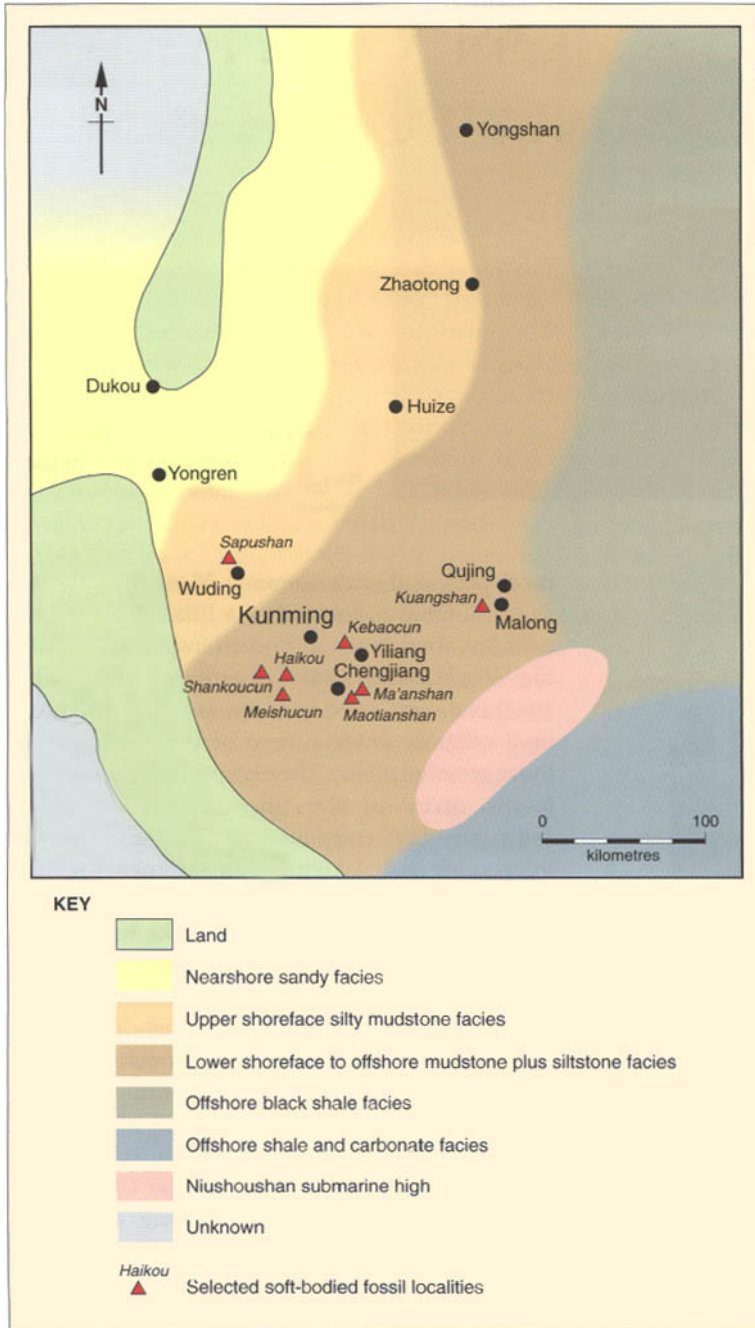 N
Yongshan
Zhaotong
Dukou
Huize
Yongren
Sapushan
Wuding
Qujing
Kuangshan
Malong
Kunming
Kebaocun
Yiliang
Haikou
Chengjiang
Shankoucun
Ma'anshan
Meishucun
Maotianshan
0 100
kilometres
KEY
Land
Nearshore sandy facies
Upper shoreface silty mudstone facies
Lower shoreface to offshore mudstone plus siltstone facies
Offshore black shale facies
Offshore shale and carbonate facies
Niushoushan submarine high
Unknown
Haikou
Selected soft-bodied fossil localities